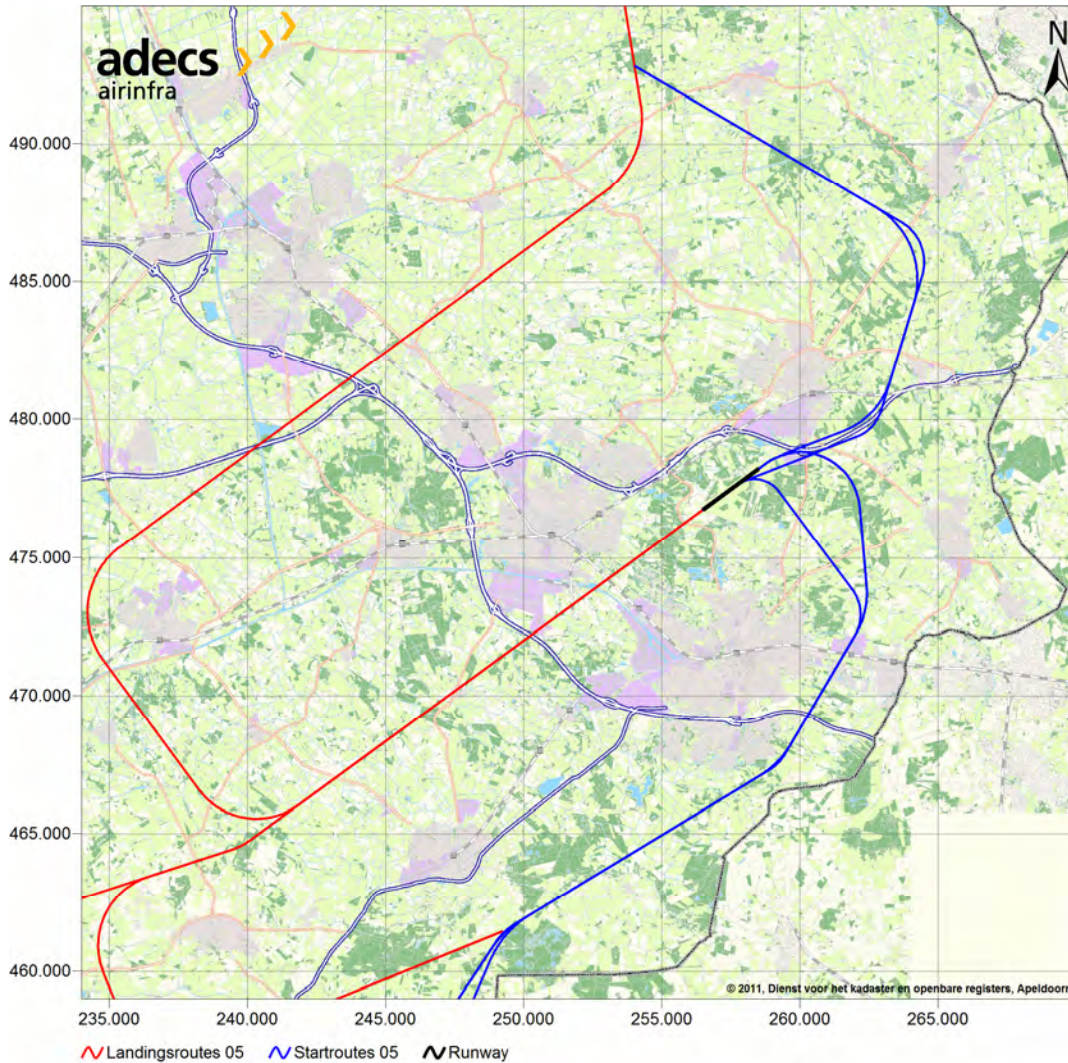 adecs
airinfra
N
490.000
485.000
480.000
475.000
470.000
465.000
460.000
© 2011, Dienst voor het kadaster en openbare registers, Apeldoorn
235.000 240.000 245.000 250.000 255.000 260.000 265.000
Landingsroutes 05 Startroutes 05 Runway